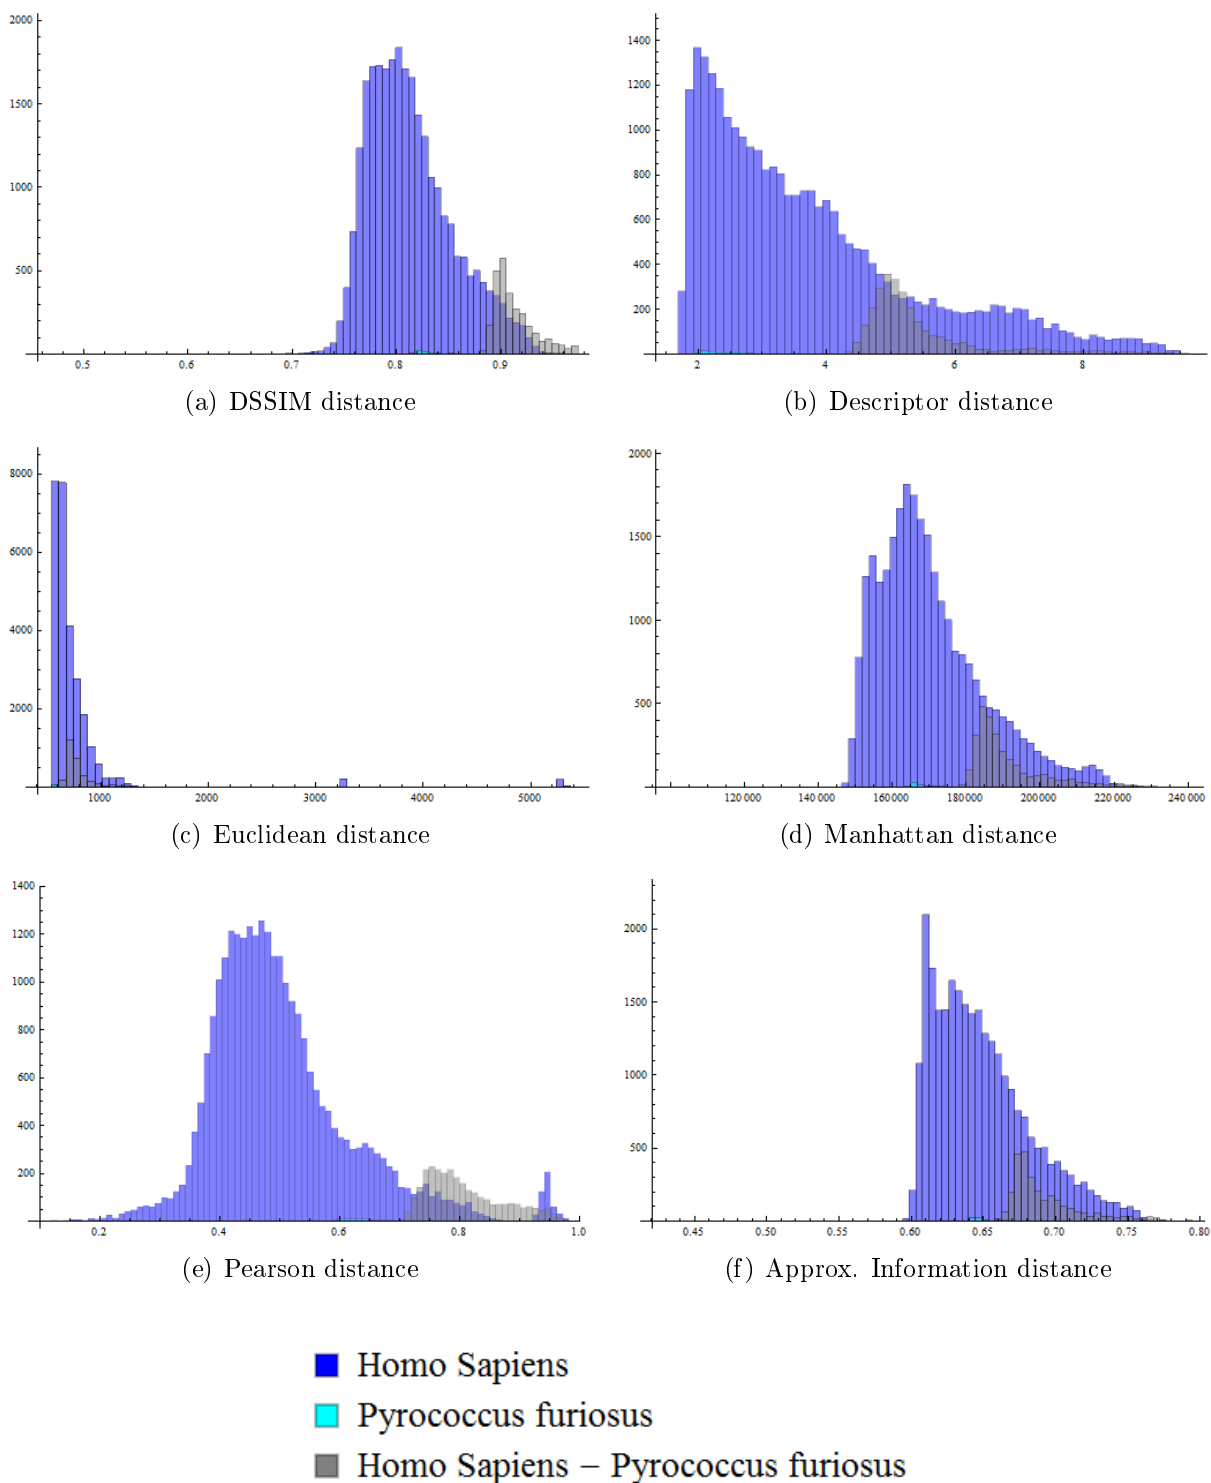 2000
1500
1000
500
0.5 0.6 0.7 0.8 0.9
(a) DSSIM distance
1400
1200
1000
800
600
400
200
2 4 6 8
(b) Descriptor distance
8000
6000
4000
2000
1000 2000 3000 4000 5000
(c) Euclidean distance
2000
1500
1000
500
120 000 140 000 160 000 180 000 200 000 220 000 240 000
(d) Manhattan distance
1400
1200
1000
800
600
400
200
0.2 0.4 0.6 0.8 1.0
(e) Pearson distance
2000
1500
1000
500
0.45 0.50 0.55 0.60 0.65 0.70 0.75 0.80
(f) Approx. Information distance
Homo Sapiens
Pyrococcus furiosus
Homo Sapiens – Pyrococcus furiosus